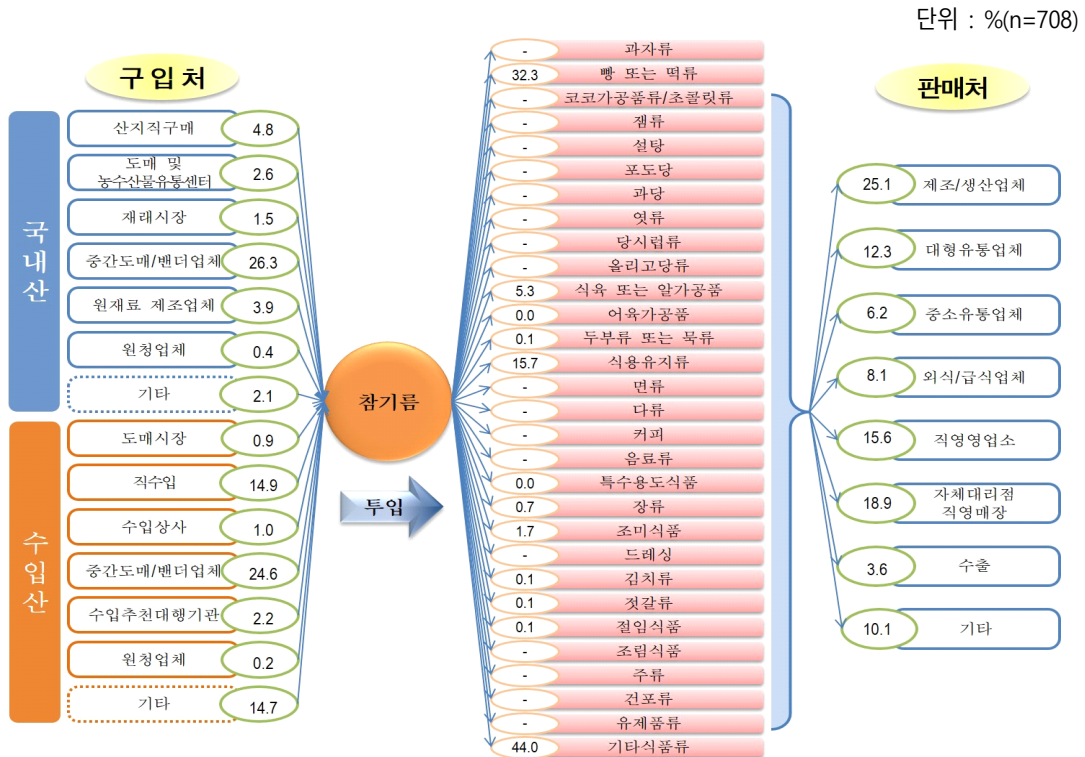 단위 : %(n=708)
구입처
국내산
산지직구매
4.8
도매 및
농수산물유통센터
2.6
재래시장
1.5
중간도매/밴더업체
26.3
원재료 제조업체
3.9
원청업체
0.4
기타
2.1
수입산
도매시장
0.9
직수입
14.9
수입상사
1.0
중간도매/밴더업체
24.6
수입추천대행기관
2.2
원청업체
0.2
기타
14.7
참기름
투입
- 과자류
32.3 빵 또는 떡류
- 코코가공품류/초콜릿류
- 잼류
- 설탕
- 포도당
- 과당
- 엿류
- 당시럽류
- 올리고당류
5.3 식육 또는 알가공품
0.0 어육가공품
0.1 두부류 또는 묵류
15.7 식용유지류
- 면류
- 다류
- 커피
- 음료류
0.0 특수용도식품
0.7 장류
1.7 조미식품
- 드레싱
0.1 김치류
0.1 젓갈류
0.1 절임식품
- 조림식품
- 주류
- 건포류
- 유제품류
44.0 기타식품류
판매처
25.1 제조/생산업체
12.3 대형유통업체
6.2 중소유통업체
8.1 외식/급식업체
15.6 직영영업소
18.9 자체대리점
직영매장
3.6 수출
10.1 기타